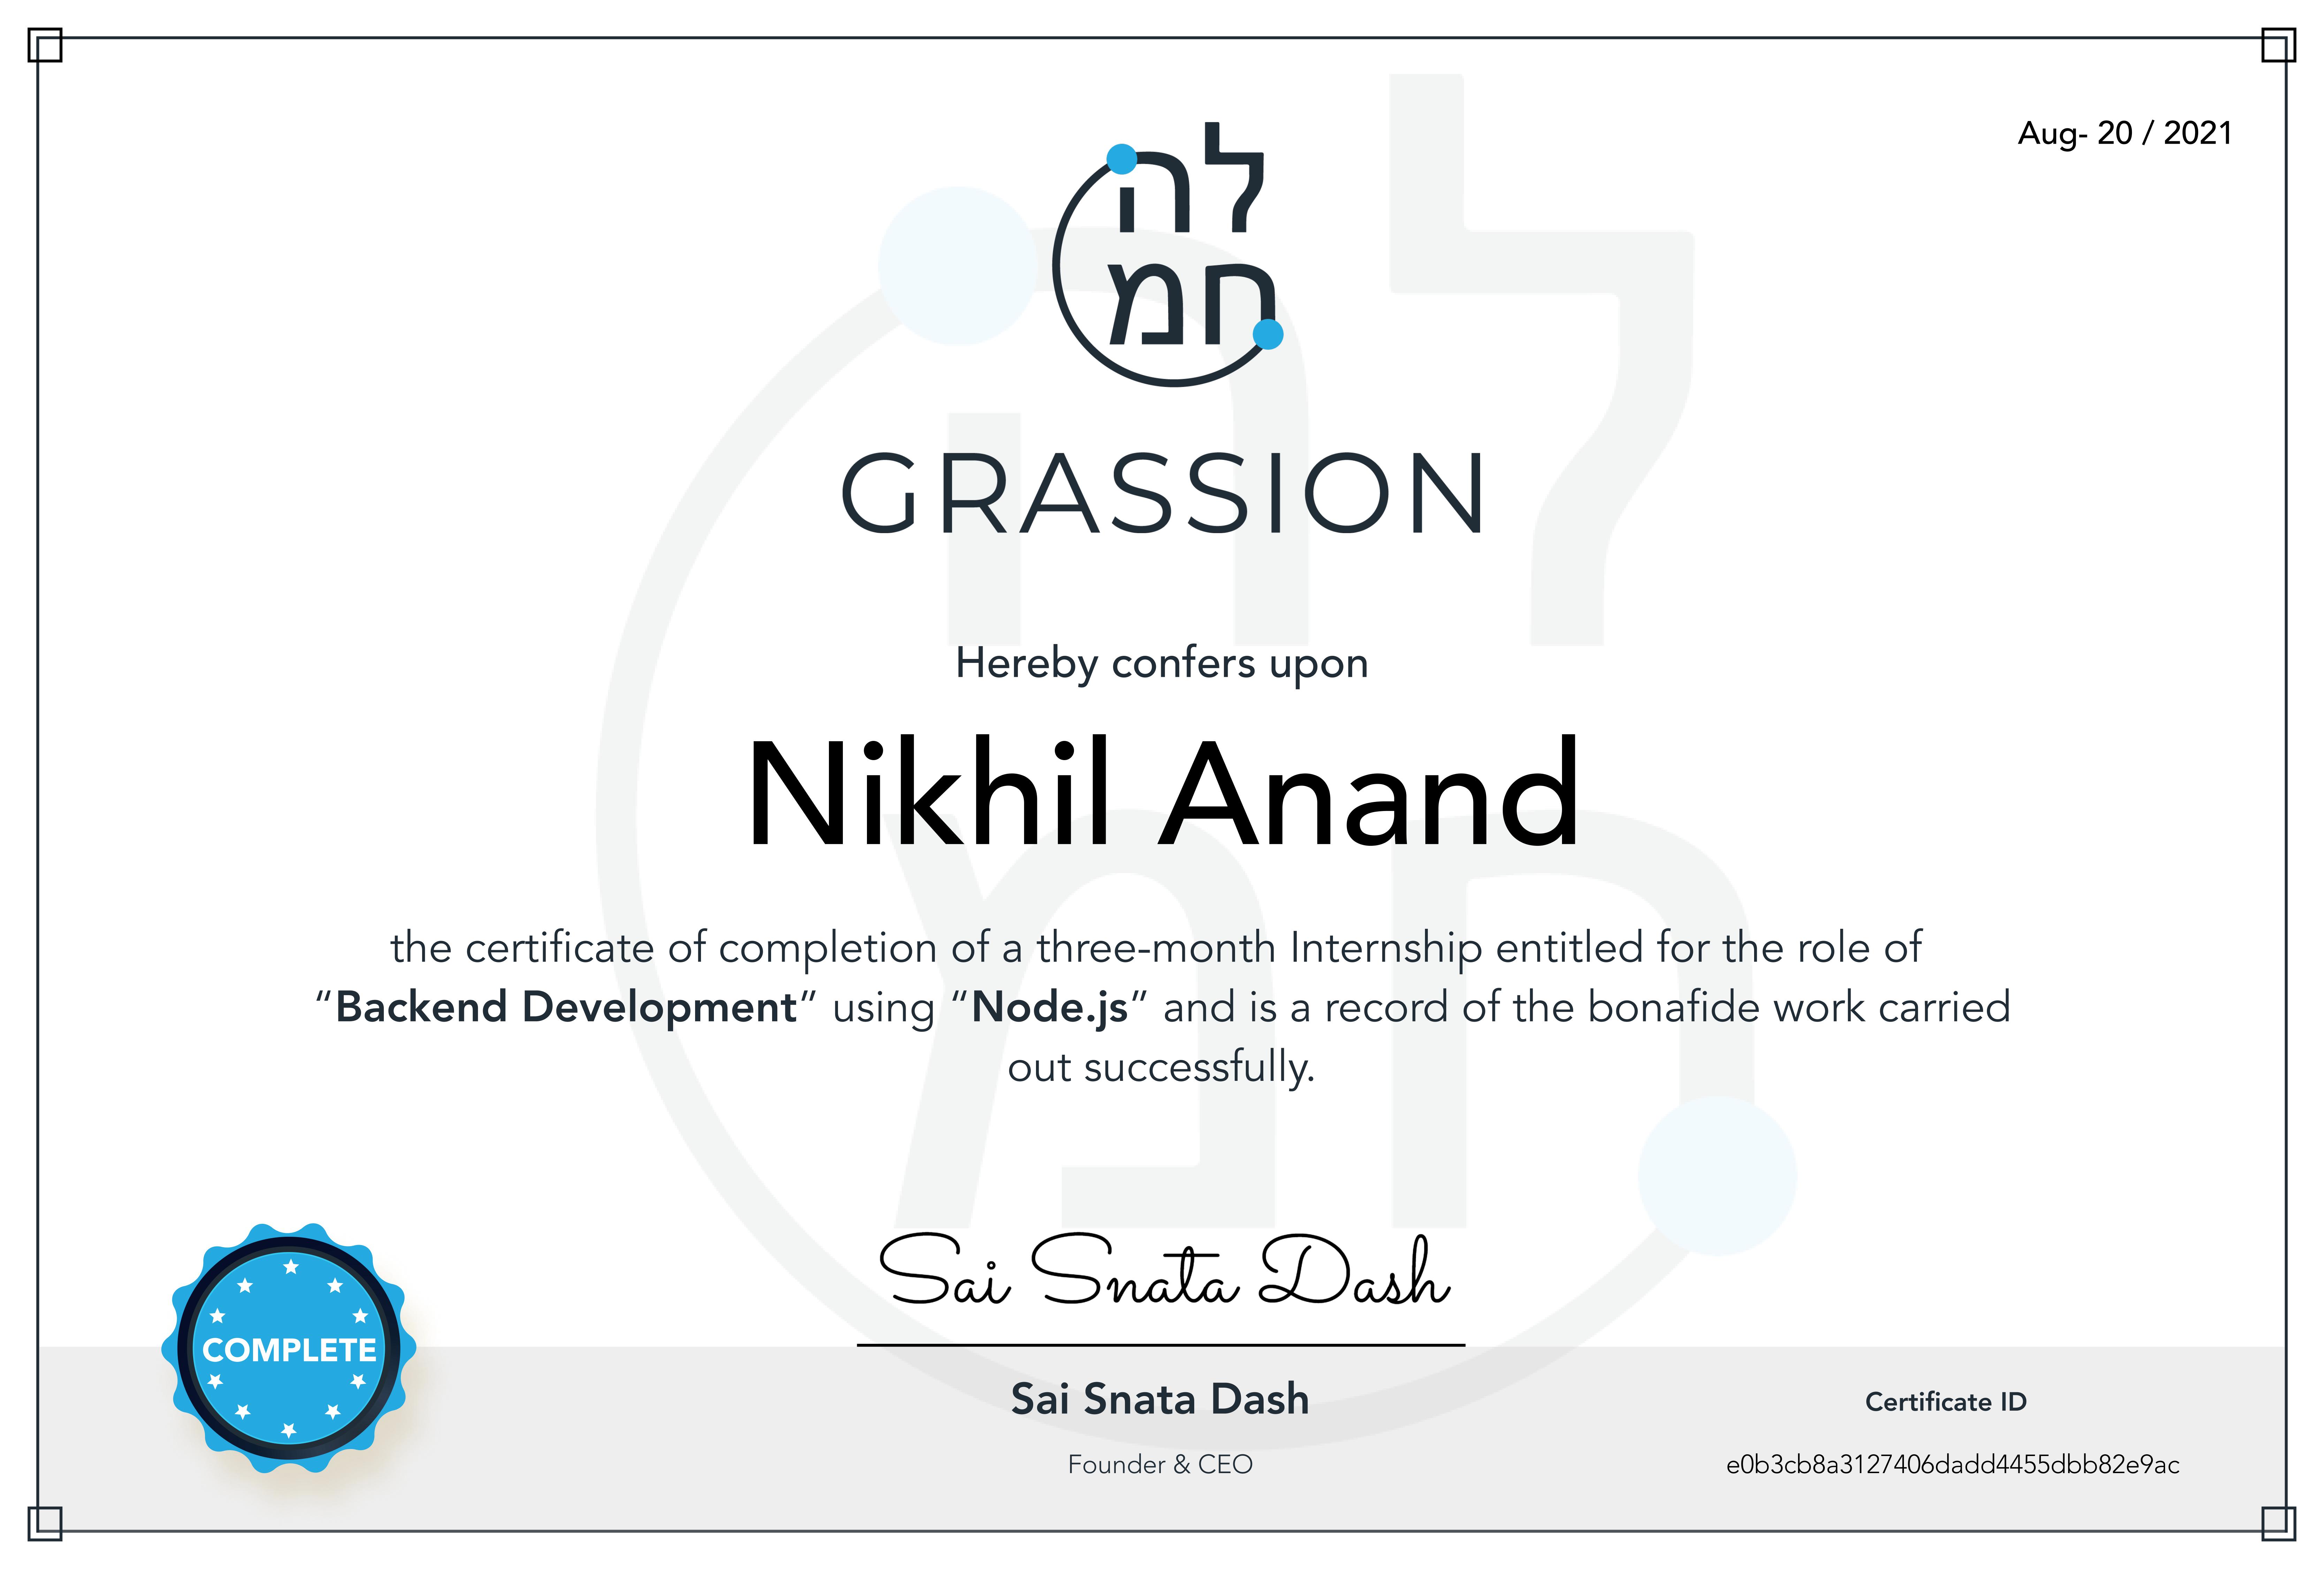 Aug- 20 / 2021
לה
חמ
GRASSION
Hereby confers upon
Nikhil Anand
the certificate of completion of a three-month Internship entitled for the role of
“Backend Development” using “Node.js” and is a record of the bonafide work carried
out successfully.
Sai Snata Dash
COMPLETE
Sai Snata Dash
Founder & CEO
Certificate ID
e0b3cb8a3127406dadd4455dbb82e9ac